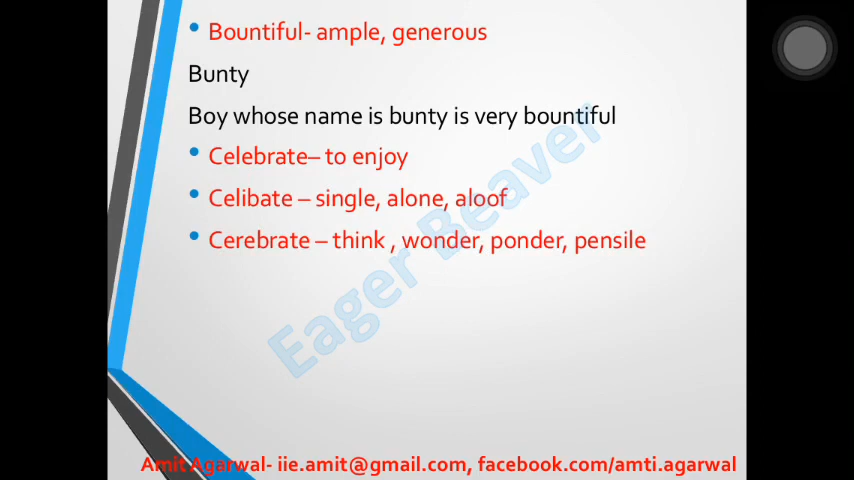 Bountiful- ample, generous
Bunty
Boy whose name is bunty is very bountiful
Celebrate– to enjoy
Celibate – single, alone, aloof
Cerebrate – think , wonder, ponder, pensile
Eager Beaver
Amit Agarwal- iie.amit@gmail.com, facebook.com/amti.agarwal